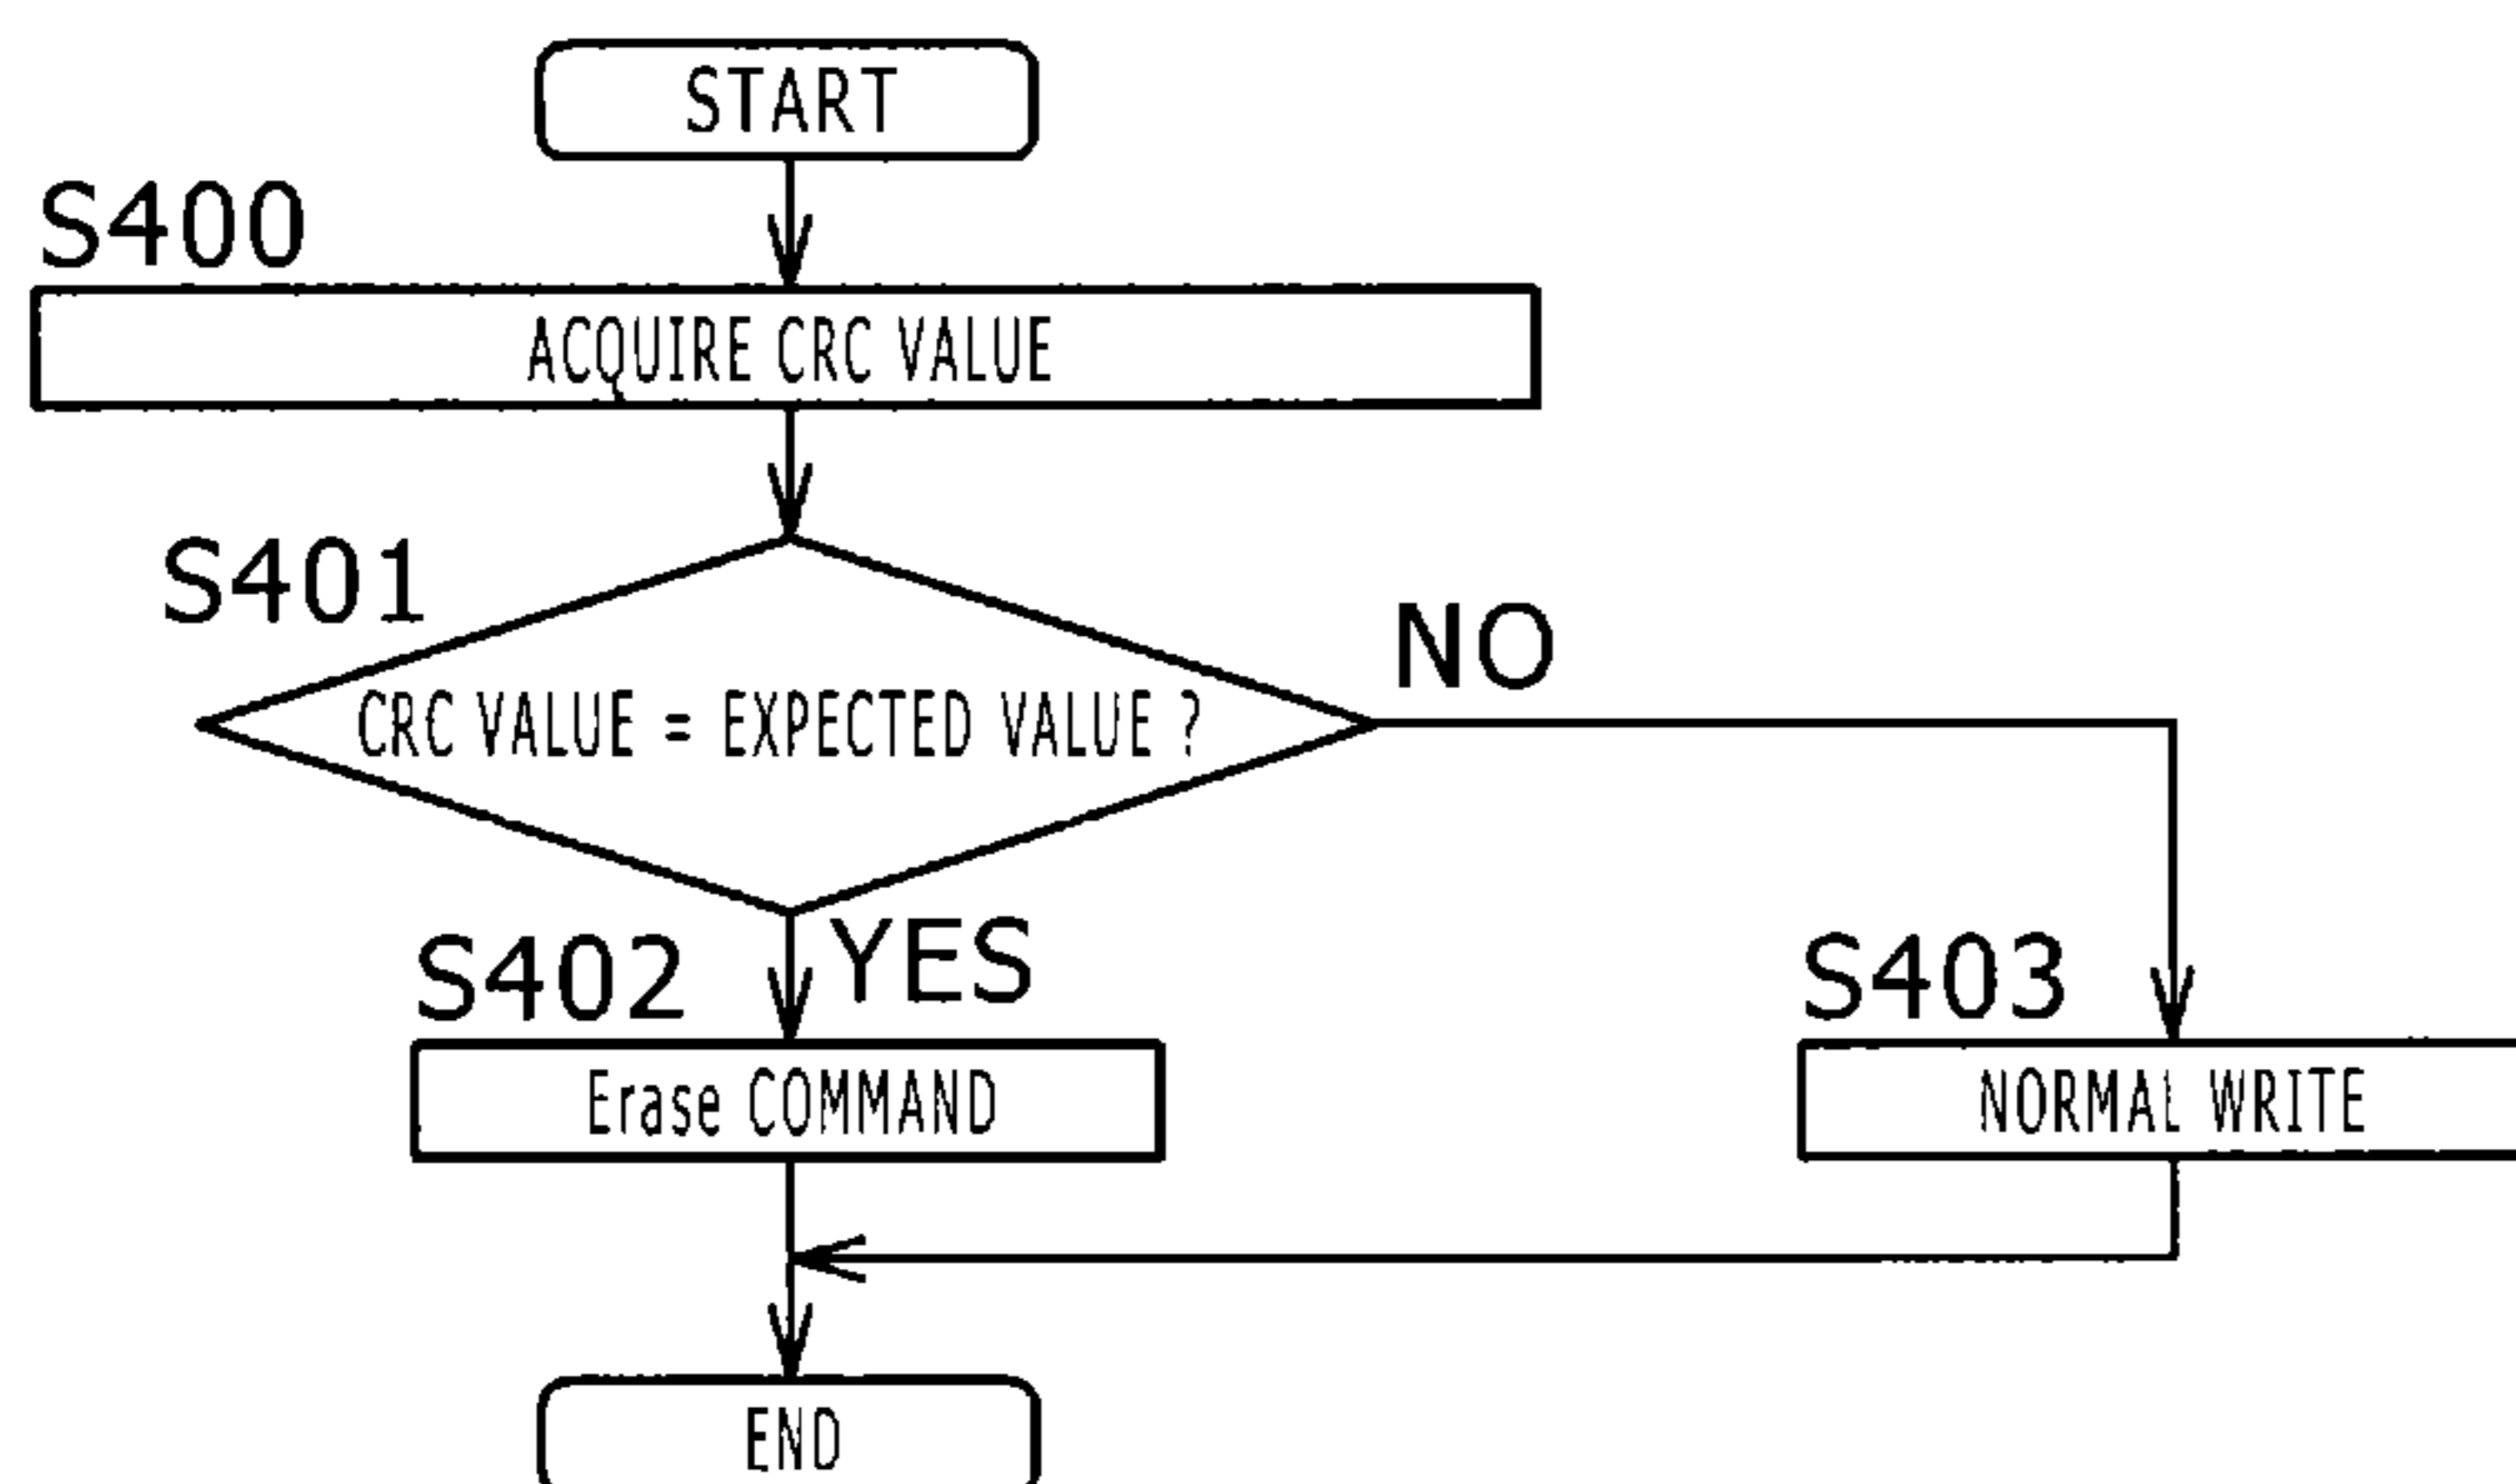 START
S400
ACQUIRE CRC VALUE
S401
CRC VALUE = EXPECTED VALUE ?
NO
YES
S402
Erase COMMAND
S403
NORMAL WRITE
END